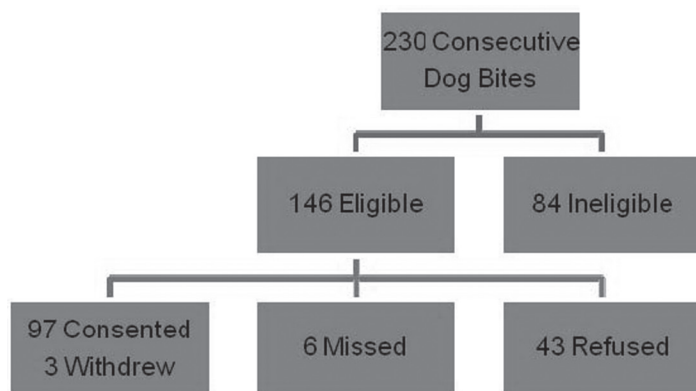 230 Consecutive
Dog Bites
146 Eligible
84 Ineligible
97 Consented
3 Withdrew
6 Missed
43 Refused